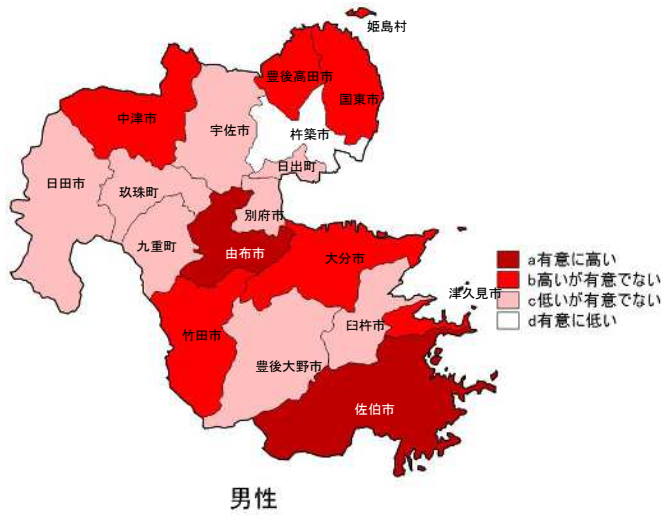 姫島村
豊後高田市
国東市
中津市
宇佐市
杵築市
日出町
日田市
玖珠町
別府市
九重町
由布市
大分市
a有意に高い
b高いが有意でない
c低いが有意でない
d有意に低い
津久見市
臼杵市
竹田市
豊後大野市
佐伯市
男性